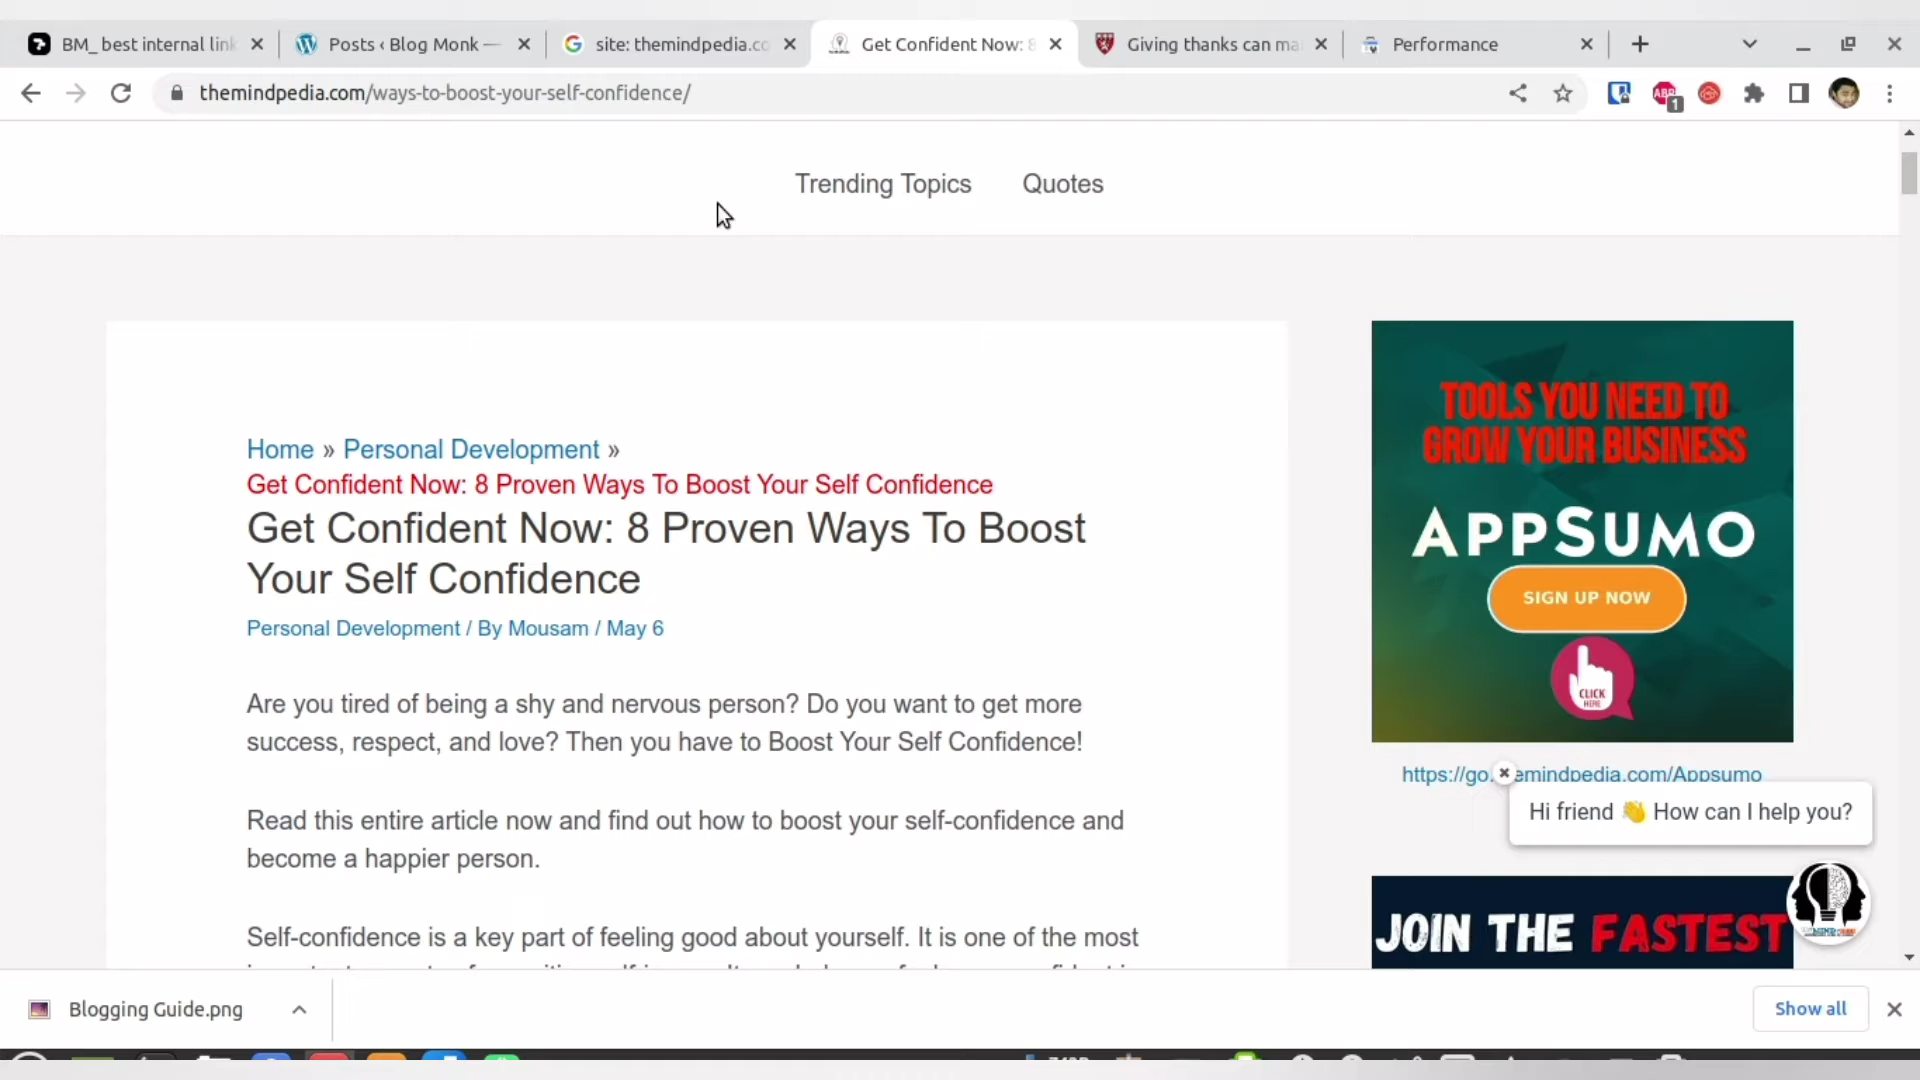 BM_ best internal link
Posts ‹ Blog Monk —
site: themindpedia.co
Get Confident Now: 8
Giving thanks can ma
Performance
themindpedia.com/ways-to-boost-your-self-confidence/
ABP
1
Trending Topics
Quotes
Home » Personal Development »
Get Confident Now: 8 Proven Ways To Boost Your Self Confidence
Get Confident Now: 8 Proven Ways To Boost
Your Self Confidence
Personal Development / By Mousam / May 6
Are you tired of being a shy and nervous person? Do you want to get more
success, respect, and love? Then you have to Boost Your Self Confidence!
Read this entire article now and find out how to boost your self-confidence and
become a happier person.
Self-confidence is a key part of feeling good about yourself. It is one of the most
TOOLS YOU NEED TO
GROW YOUR BUSINESS
APPSUMO
SIGN UP NOW
CLICK
HERE
https://go. emindpedia.com/Appsumo
Hi friend 👋 How can I help you?
JOIN THE FASTEST
Blogging Guide.png
Show all